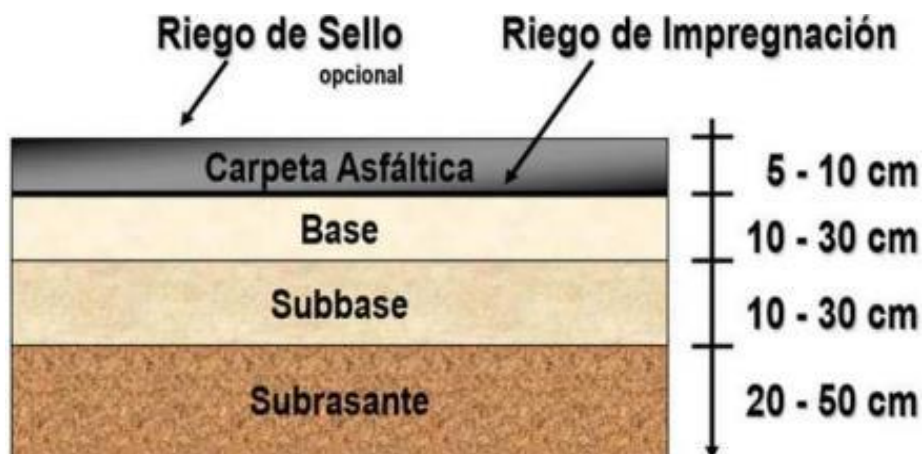 Riego de Sello
opcional
Riego de Impregnación
Carpeta Asfáltica
5 - 10 cm
Base
10 - 30 cm
Subbase
10 - 30 cm
Subrasante
20 - 50 cm